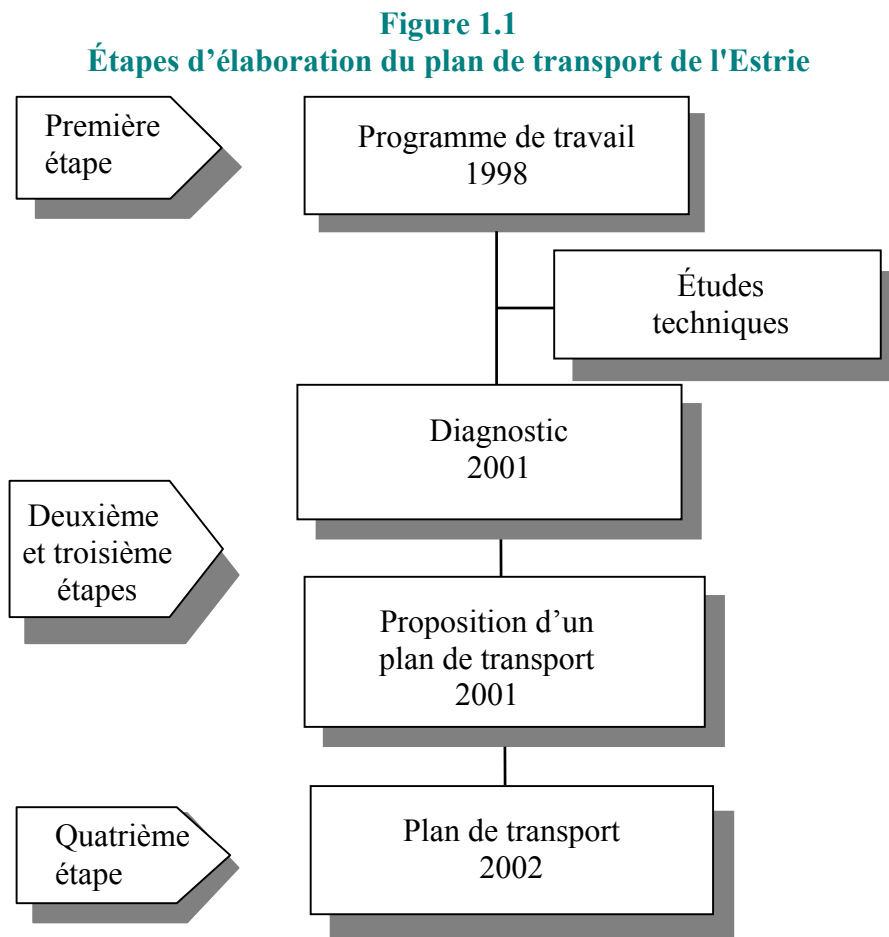 Figure 1.1
Étapes d’élaboration du plan de transport de l'Estrie
Première
étape
Programme de travail
1998
Études
techniques
Diagnostic
2001
Deuxième
et troisième
étapes
Proposition d’un
plan de transport
2001
Quatrième
étape
Plan de transport
2002